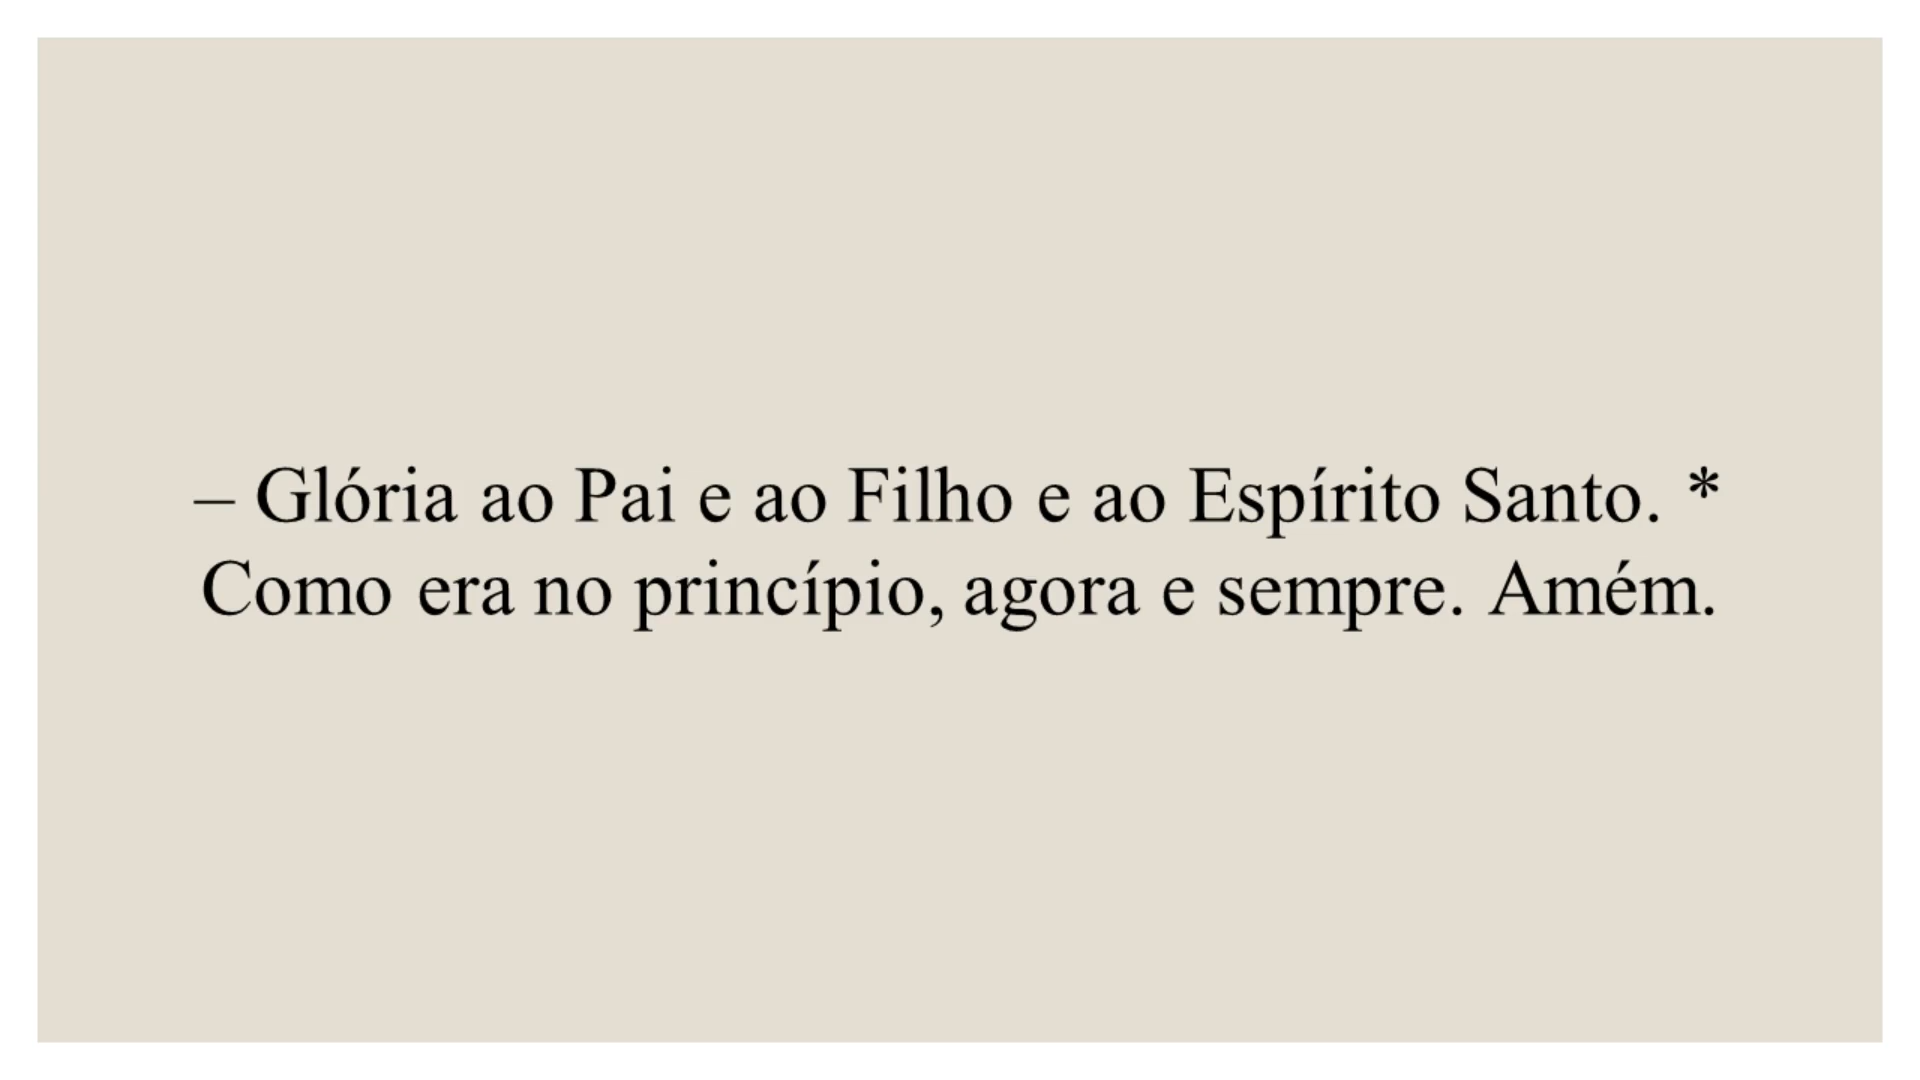 – Glória ao Pai e ao Filho e ao Espírito Santo. *
Como era no princípio, agora e sempre. Amém.